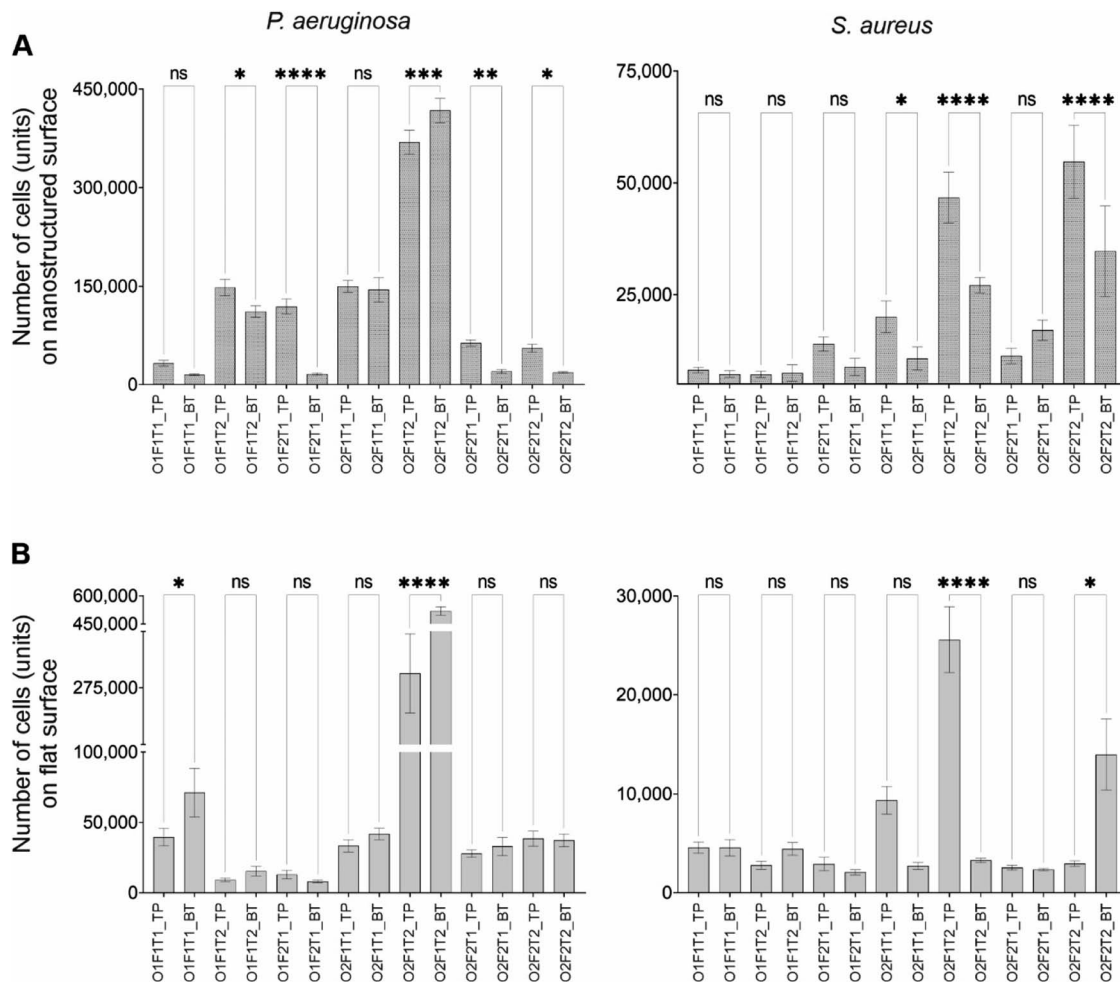 P. aeruginosa
S. aureus
A
Number of cells (units)
on nanostructured surface
450,000
300,000
150,000
0
ns
*
****
ns
***
**
*
O1F1T1_TP
O1F1T1_BT
O1F1T2_TP
O1F1T2_BT
O1F2T1_TP
O1F2T1_BT
O2F1T1_TP
O2F1T1_BT
O2F1T2_TP
O2F1T2_BT
O2F2T1_TP
O2F2T1_BT
O2F2T2_TP
O2F2T2_BT
75,000
50,000
25,000
ns
ns
ns
*
****
ns
****
O1F1T1_TP
O1F1T1_BT
O1F1T2_TP
O1F1T2_BT
O1F2T1_TP
O1F2T1_BT
O2F1T1_TP
O2F1T1_BT
O2F1T2_TP
O2F1T2_BT
O2F2T1_TP
O2F2T1_BT
O2F2T2_TP
O2F2T2_BT
B
Number of cells (units)
on flat surface
600,000
450,000
275,000
100,000
50,000
0
*
ns
ns
ns
****
ns
ns
O1F1T1_TP
O1F1T1_BT
O1F1T2_TP
O1F1T2_BT
O1F2T1_TP
O1F2T1_BT
O2F1T1_TP
O2F1T1_BT
O2F1T2_TP
O2F1T2_BT
O2F2T1_TP
O2F2T1_BT
O2F2T2_TP
O2F2T2_BT
30,000
20,000
10,000
0
ns
ns
ns
ns
****
ns
*
O1F1T1_TP
O1F1T1_BT
O1F1T2_TP
O1F1T2_BT
O1F2T1_TP
O1F2T1_BT
O2F1T1_TP
O2F1T1_BT
O2F1T2_TP
O2F1T2_BT
O2F2T1_TP
O2F2T1_BT
O2F2T2_TP
O2F2T2_BT